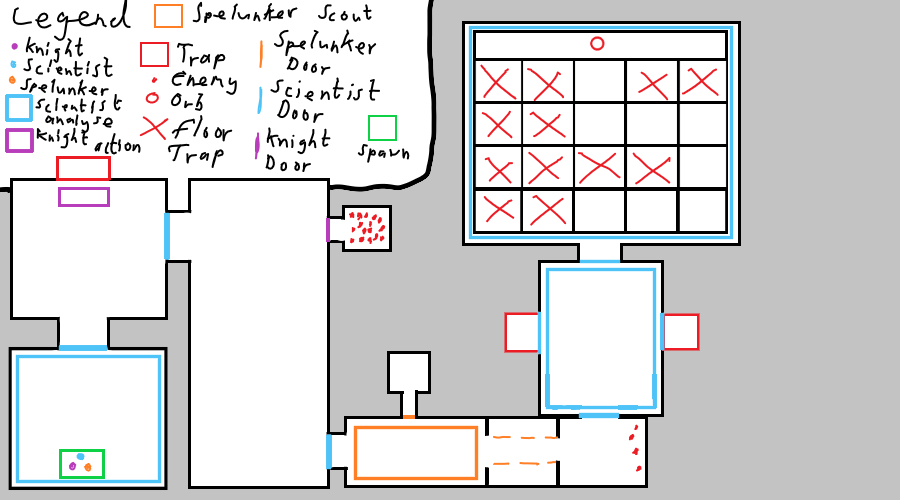 Legend
Knight
Scientist
Spelunker
Scientist
analyse
Knight action
Spelunker Scout
Trap
Enemy
Orb
Floor
Trap
Spelunker
Door
Scientist
Door
Knight
Door
Spawn